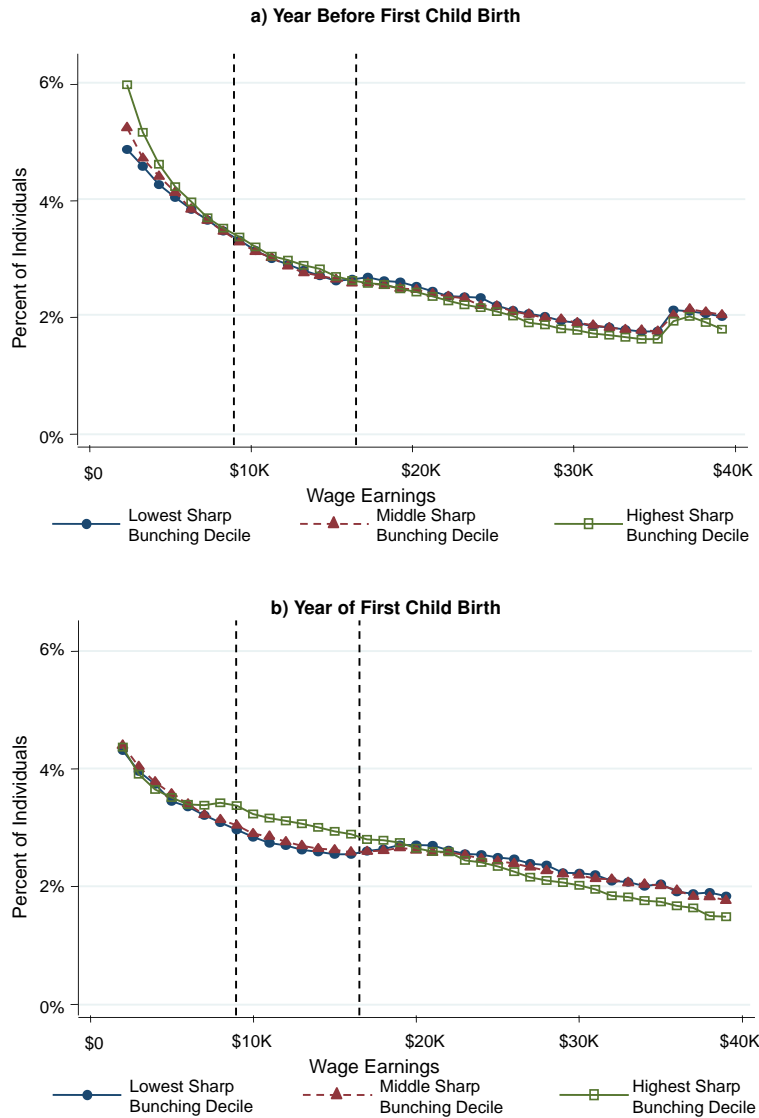 a) Year Before First Child Birth
Percent of Individuals
6%
4%
2%
0%
$0
$10K
$20K
$30K
$40K
Wage Earnings
Lowest Sharp
Bunching Decile
Middle Sharp
Bunching Decile
Highest Sharp
Bunching Decile
b) Year of First Child Birth
Percent of Individuals
6%
4%
2%
0%
$0
$10K
$20K
$30K
$40K
Wage Earnings
Lowest Sharp
Bunching Decile
Middle Sharp
Bunching Decile
Highest Sharp
Bunching Decile